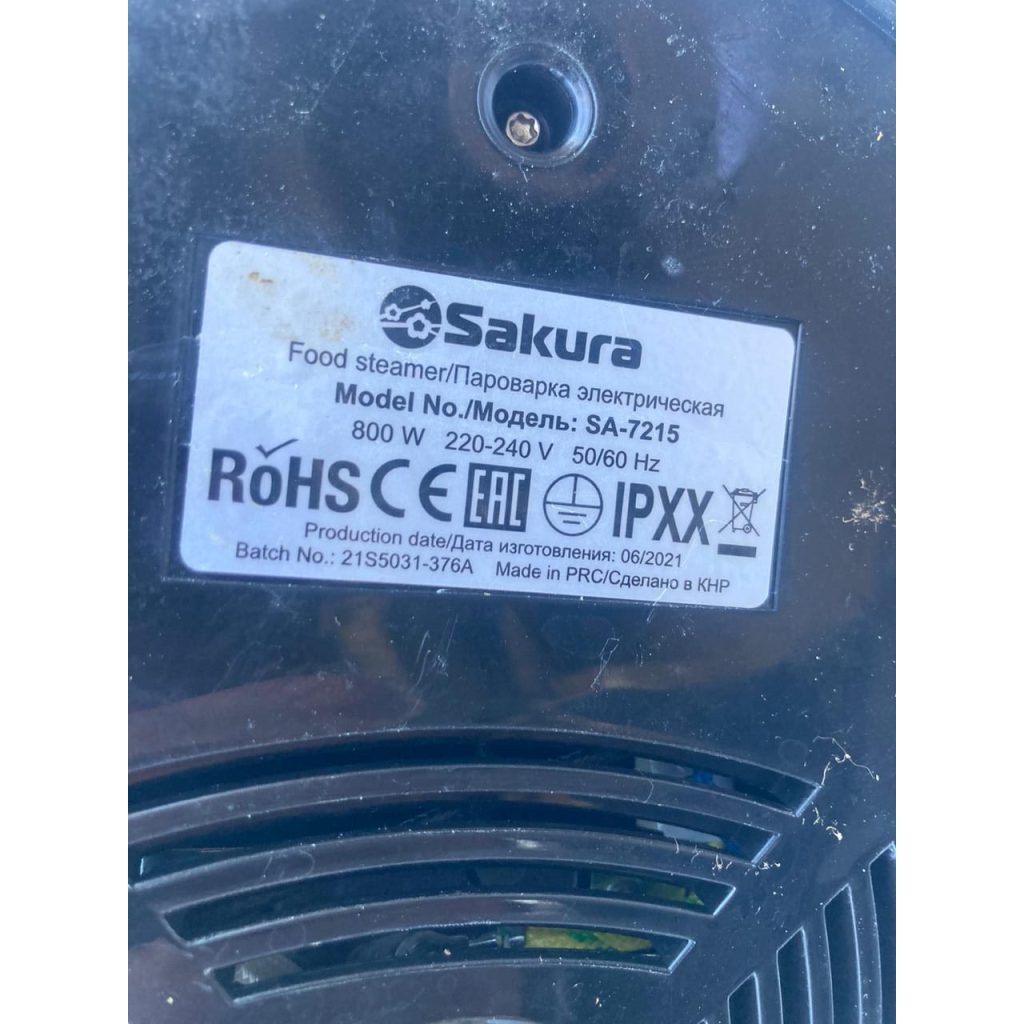 Sakura
Food steamer/Пароварка электрическая
Model No./Модель: SA-7215
800 W 220-240 V 50/60 Hz
RoHS CE EAC IPXX
Production date/Дата изготовления: 06/2021
Batch No.: 21S5031-376A Made in PRC/Сделано в КНР